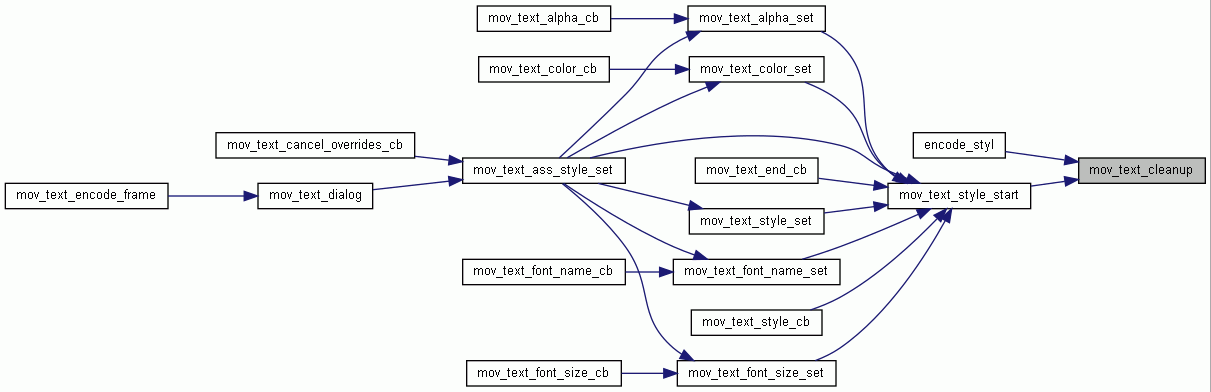 mov_text_alpha_cb
mov_text_alpha_set
mov_text_color_cb
mov_text_color_set
mov_text_cancel_overrides_cb
encode_styl
mov_text_ass_style_set
mov_text_end_cb
mov_text_cleanup
mov_text_encode_frame
mov_text_dialog
mov_text_style_start
mov_text_style_set
mov_text_font_name_cb
mov_text_font_name_set
mov_text_style_cb
mov_text_font_size_cb
mov_text_font_size_set